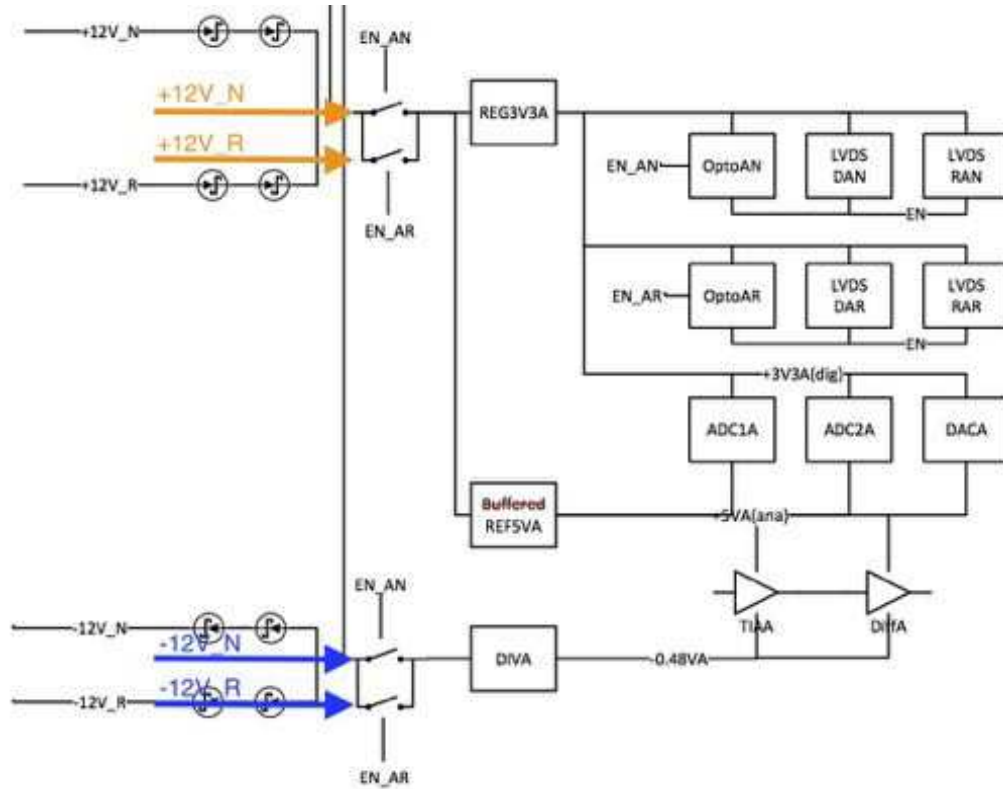 +12V_N
EN_AN
+12V_N
REG3V3A
+12V_R
EN_AN
OptoAN
LVDS
DAN
LVDS
RAN
+12V_R
EN
EN_AR
EN_AR
OptoAR
LVDS
DAR
LVDS
RAR
EN
+3V3A(dig)
ADC1A
ADC2A
DACA
Buffered
REF5VA
+5VA(ana)
EN_AN
-12V_N
TIAA
DiffA
-12V_N
DIVA
-0.48VA
-12V_R
-12V_R
EN_AR